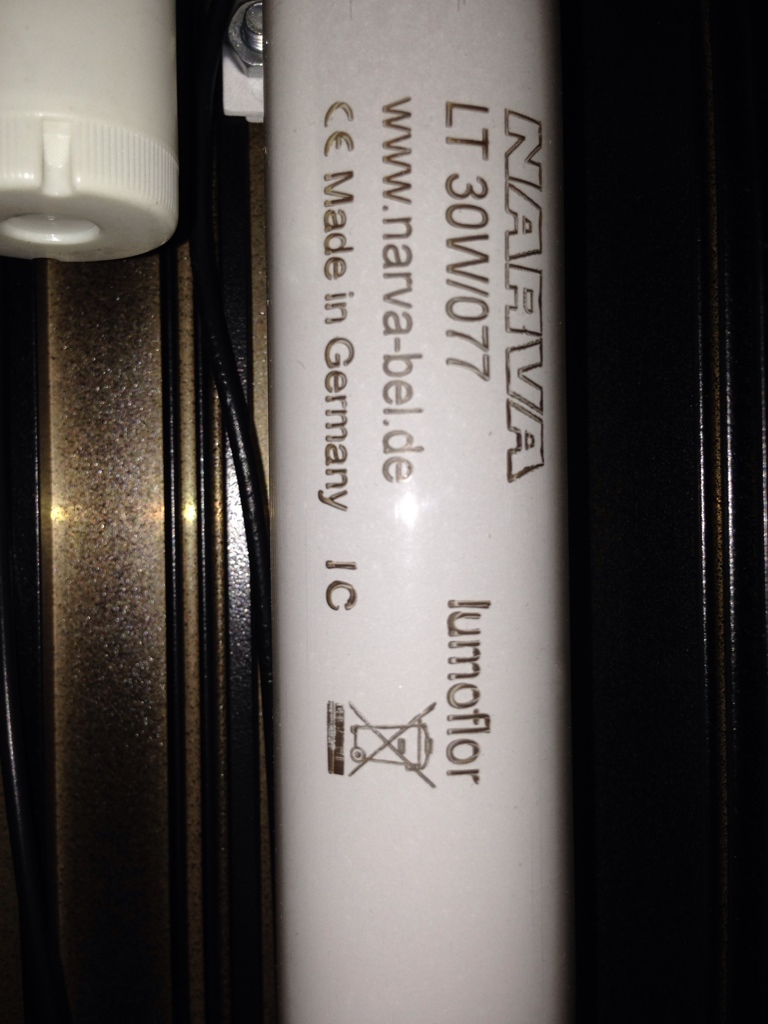 NARVA
LT 30W/077 lumoflor
www.narva-bel.de
CE Made in Germany I C